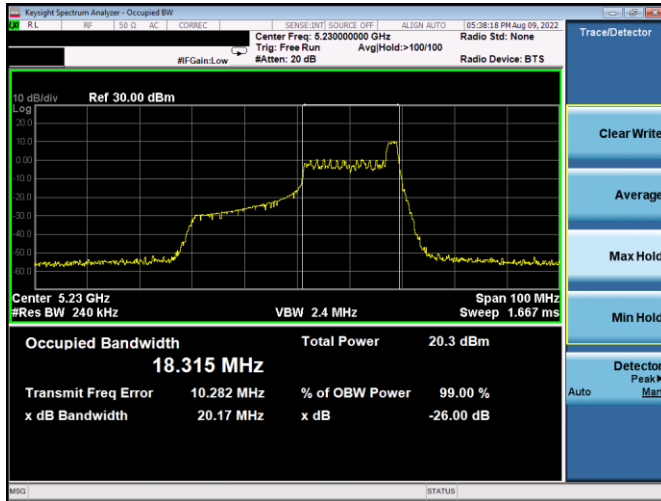 Keysight Spectrum Analyzer - Occupied BW
RL RF 50 Ω AC CORREC SENSE:INT SOURCE OFF ALIGN AUTO 05:38:18 PM Aug 09, 2022
Center Freq: 5.230000000 GHz Radio Std: None
Trig: Free Run Avg|Hold:>100/100
#IFGain:Low #Atten: 20 dB Radio Device: BTS
Trace/Detector
10 dB/div Ref 30.00 dBm
Log
20.0
10.0
0.00
-10.0
-20.0
-30.0
-40.0
-50.0
-60.0
Center 5.23 GHz Span 100 MHz
#Res BW 240 kHz VBW 2.4 MHz Sweep 1.667 ms
Occupied Bandwidth Total Power 20.3 dBm
18.315 MHz
Transmit Freq Error 10.282 MHz % of OBW Power 99.00 %
x dB Bandwidth 20.17 MHz x dB -26.00 dB
Clear Write
Average
Max Hold
Min Hold
Detector
Peak
Auto Man
MSG STATUS